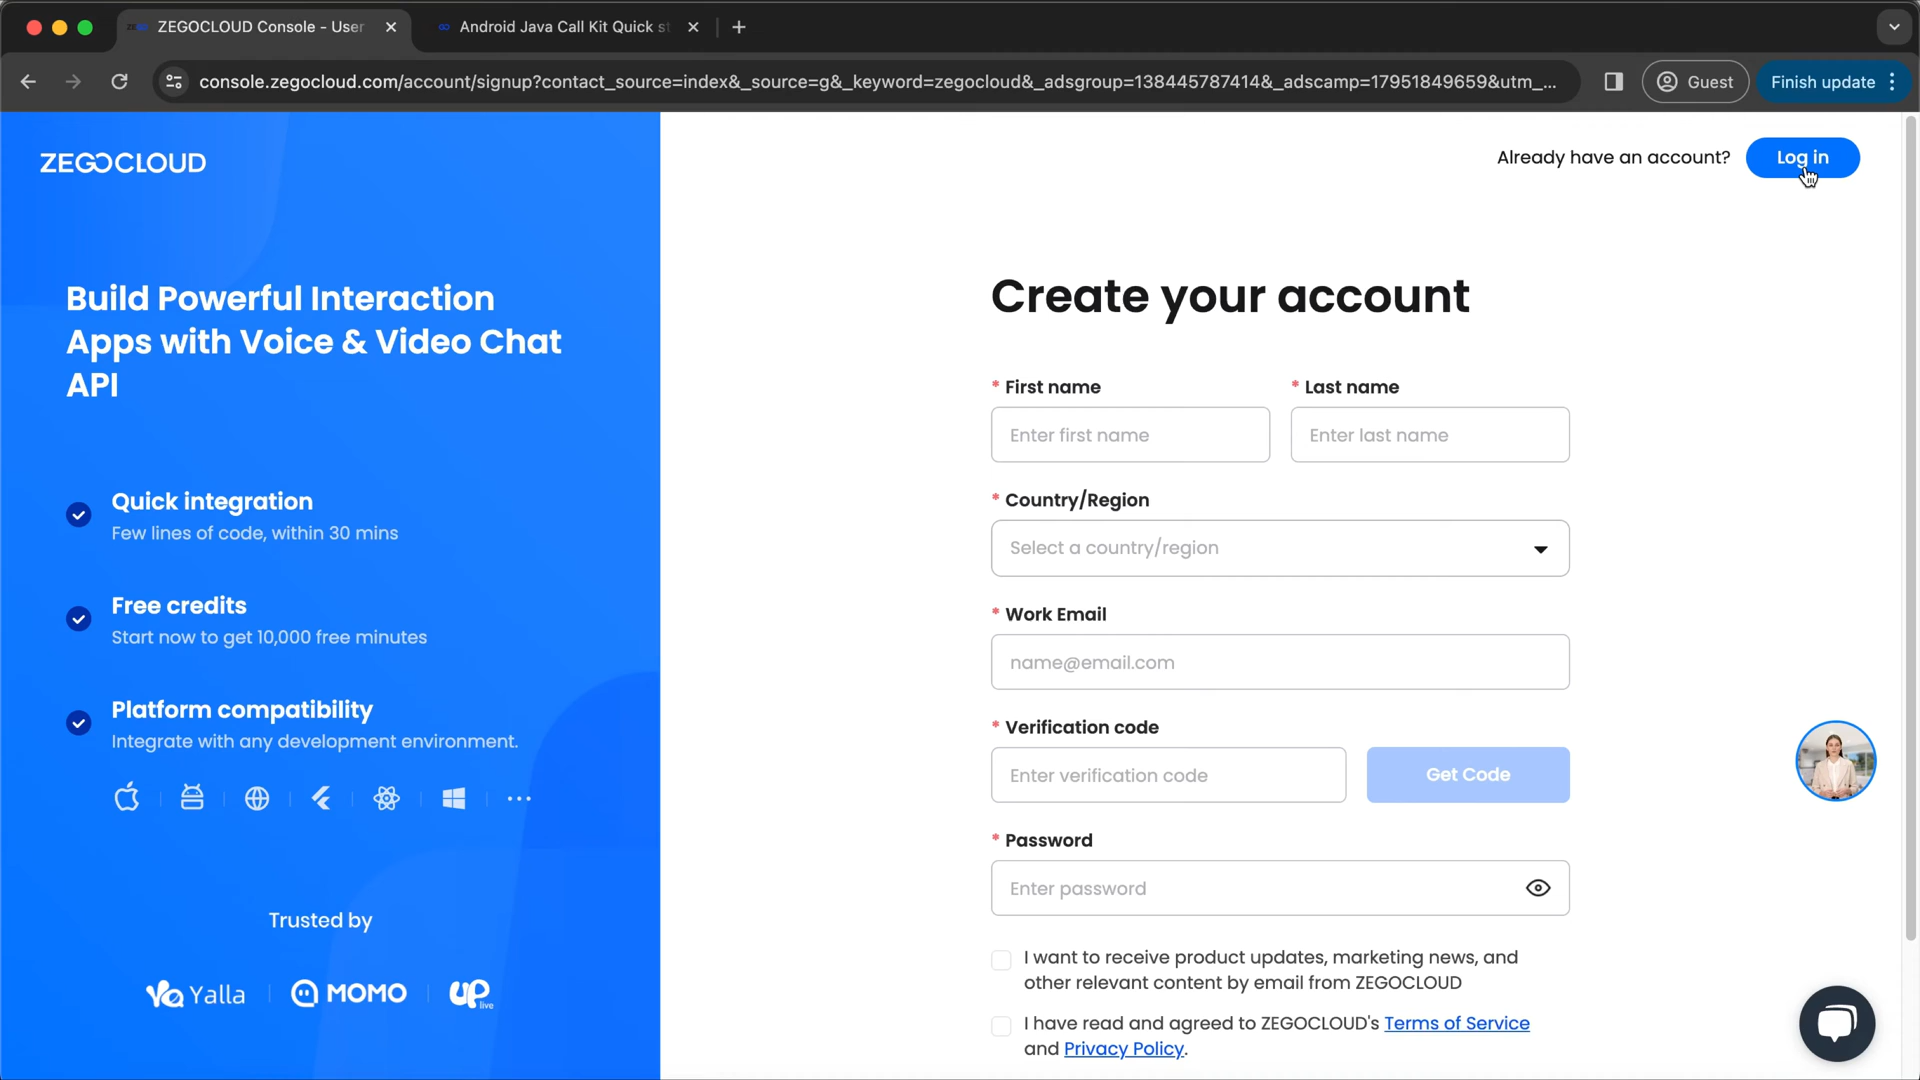 ZEGOCLOUD Console - User
Android Java Call Kit Quick st
console.zegocloud.com/account/signup?contact_source=index&_source=g&_keyword=zegocloud&_adsgroup=138445787414&_adscamp=17951849659&utm_...
Guest
Finish update
ZEGOCLOUD
Already have an account?
Log in
Build Powerful Interaction
Apps with Voice & Video Chat
API
Quick integration
Few lines of code, within 30 mins
Free credits
Start now to get 10,000 free minutes
Platform compatibility
Integrate with any development environment.
Trusted by
Yalla
MOMO
UP live
Create your account
* First name
* Last name
Enter first name
Enter last name
* Country/Region
Select a country/region
* Work Email
name@email.com
* Verification code
Enter verification code
Get Code
* Password
Enter password
I want to receive product updates, marketing news, and
other relevant content by email from ZEGOCLOUD
I have read and agreed to ZEGOCLOUD's Terms of Service
and Privacy Policy.